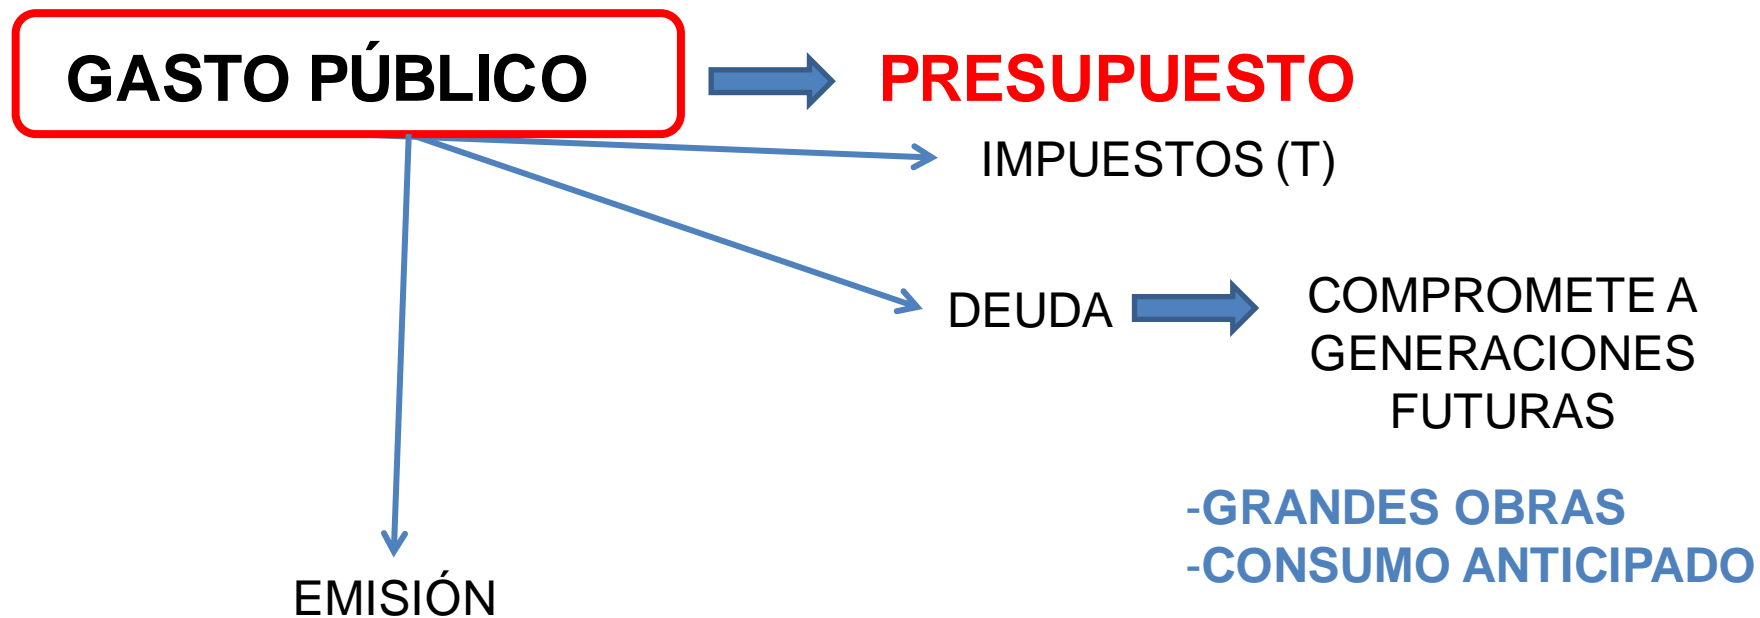 GASTO PÚBLICO
PRESUPUESTO
IMPUESTOS (T)
DEUDA
COMPROMETE A
GENERACIONES
FUTURAS
-GRANDES OBRAS
-CONSUMO ANTICIPADO
EMISIÓN